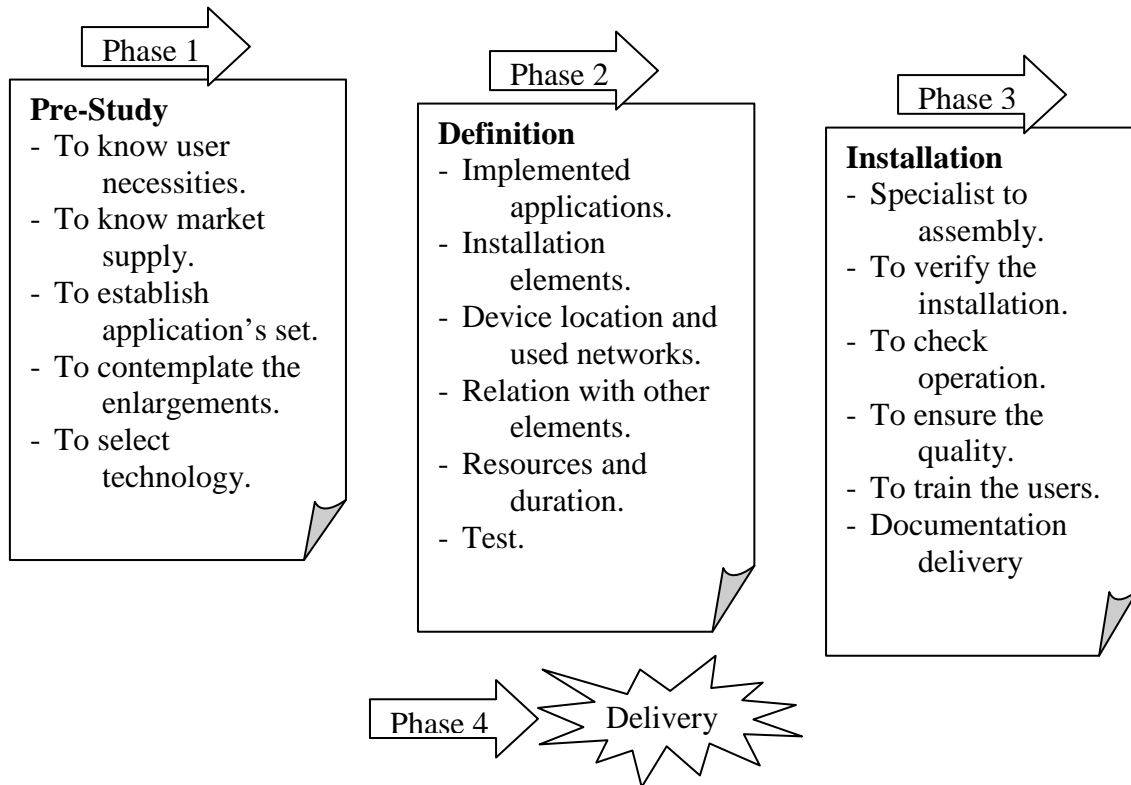 Phase 1
Pre-Study
- To know user
necessities.
- To know market
supply.
- To establish
application’s set.
- To contemplate the
enlargements.
- To select
technology.
Phase 2
Definition
- Implemented
applications.
- Installation
elements.
- Device location and
used networks.
- Relation with other
elements.
- Resources and
duration.
- Test.
Phase 3
Installation
- Specialist to
assembly.
- To verify the
installation.
- To check
operation.
- To ensure the
quality.
- To train the users.
- Documentation
delivery
Phase 4
Delivery